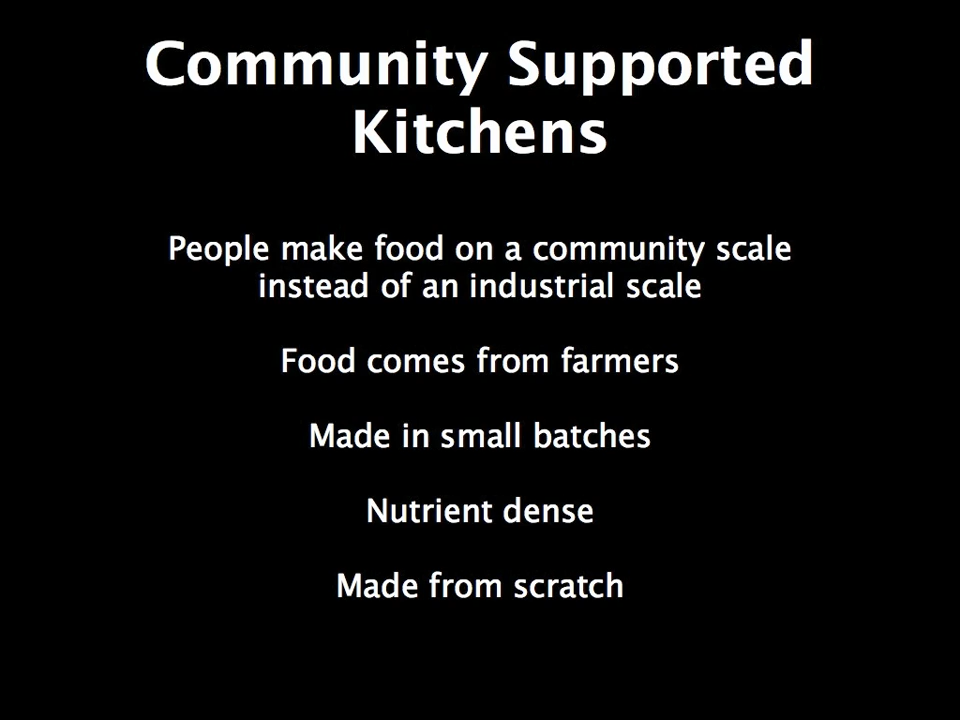 Community Supported
Kitchens
People make food on a community scale
instead of an industrial scale
Food comes from farmers
Made in small batches
Nutrient dense
Made from scratch